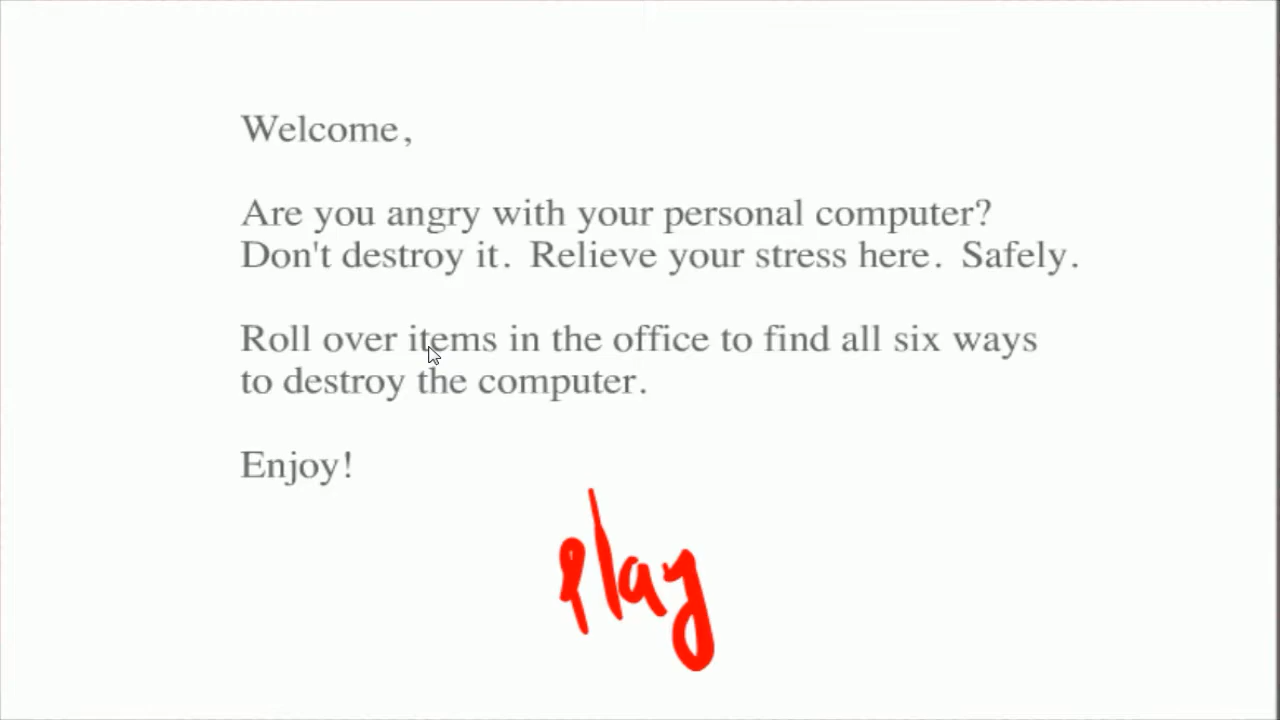 Welcome,
Are you angry with your personal computer?
Don't destroy it. Relieve your stress here. Safely.
Roll over items in the office to find all six ways
to destroy the computer.
Enjoy!
play